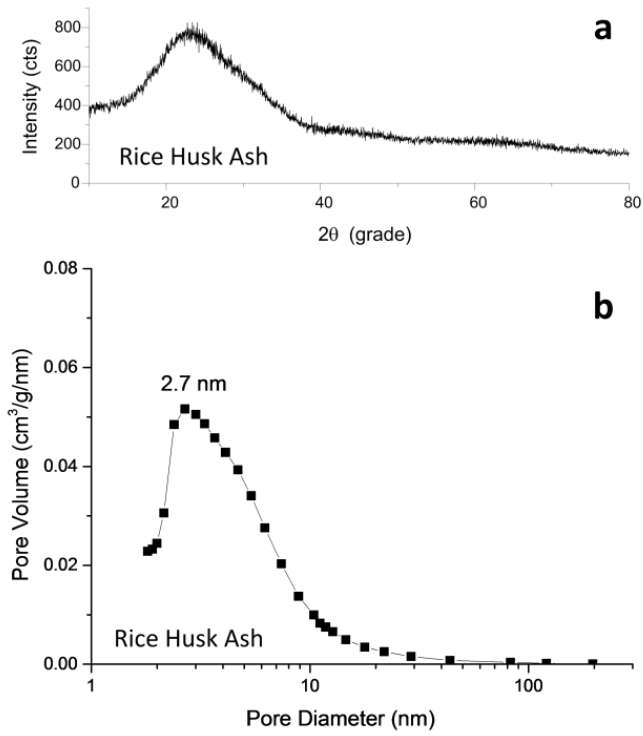 a
800
600
400
200
0
Intensity (cts)
Rice Husk Ash
20
40
60
80
2θ (grade)
b
0.08
0.06
0.04
0.02
0.00
Pore Volume (cm³/g/nm)
2.7 nm
Rice Husk Ash
1
10
100
Pore Diameter (nm)